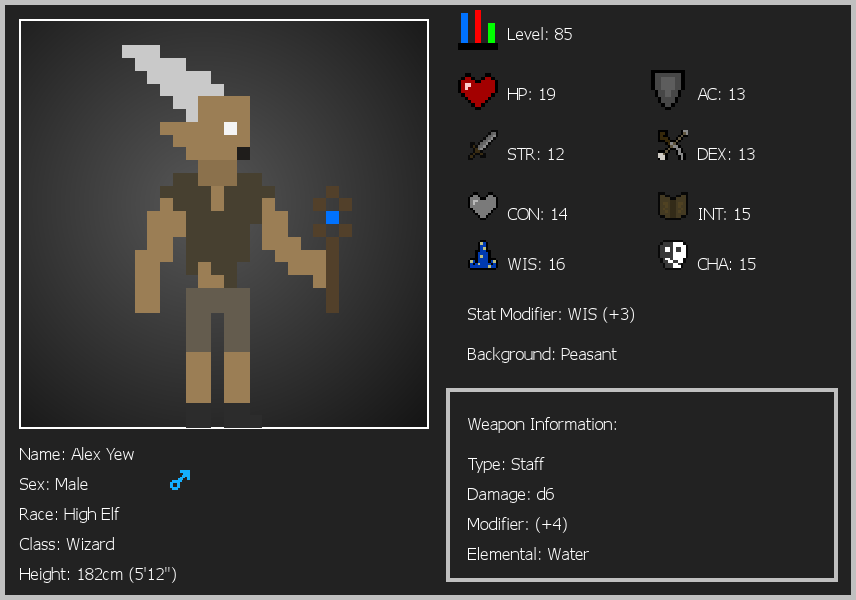 Level: 85
HP: 19
AC: 13
STR: 12
DEX: 13
CON: 14
INT: 15
WIS: 16
CHA: 15
Stat Modifier: WIS (+3)
Background: Peasant
Weapon Information:
Type: Staff
Damage: d6
Modifier: (+4)
Elemental: Water
Name: Alex Yew
Sex: Male
Race: High Elf
Class: Wizard
Height: 182cm (5'12")